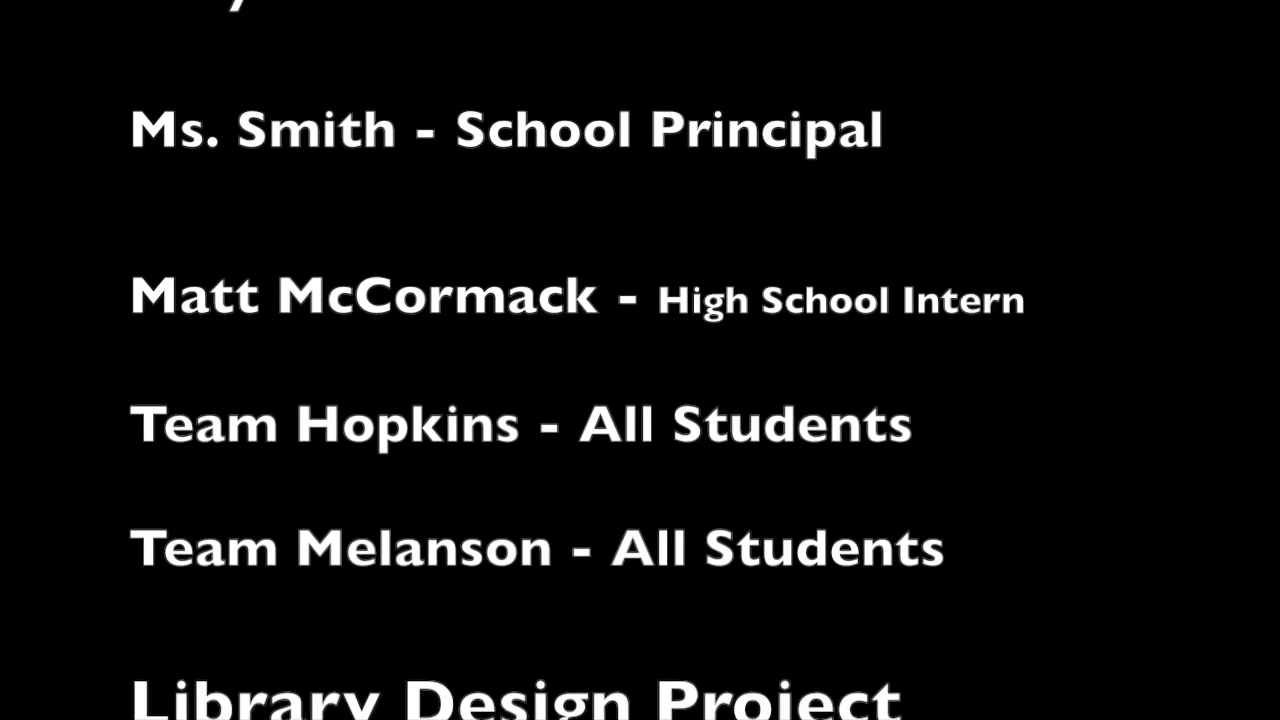 Ms. Smith - School Principal
Matt McCormack - High School Intern
Team Hopkins - All Students
Team Melanson - All Students
Library Design Project